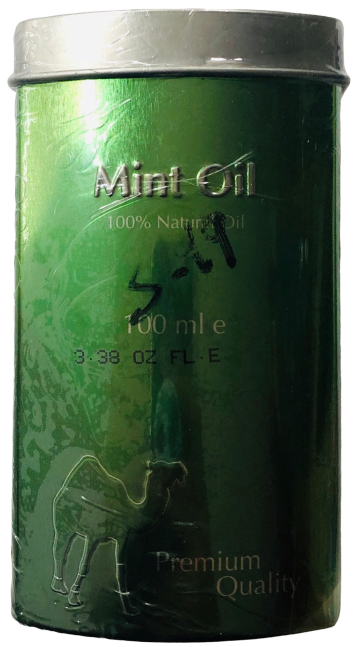 Mint Oil
100% Natural Oil
100 ml e
3.38 OZ FL.E
Premium
Quality